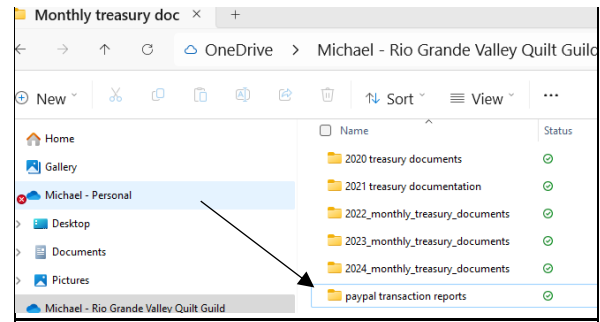 Monthly treasury doc
OneDrive > Michael - Rio Grande Valley Quilt Guild
New Sort View ...
Home
Gallery
Michael - Personal
Desktop
Documents
Pictures
Michael - Rio Grande Valley Quilt Guild
Name Status
2020 treasury documents
2021 treasury documentation
2022_monthly_treasury_documents
2023_monthly_treasury_documents
2024_monthly_treasury_documents
paypal transaction reports